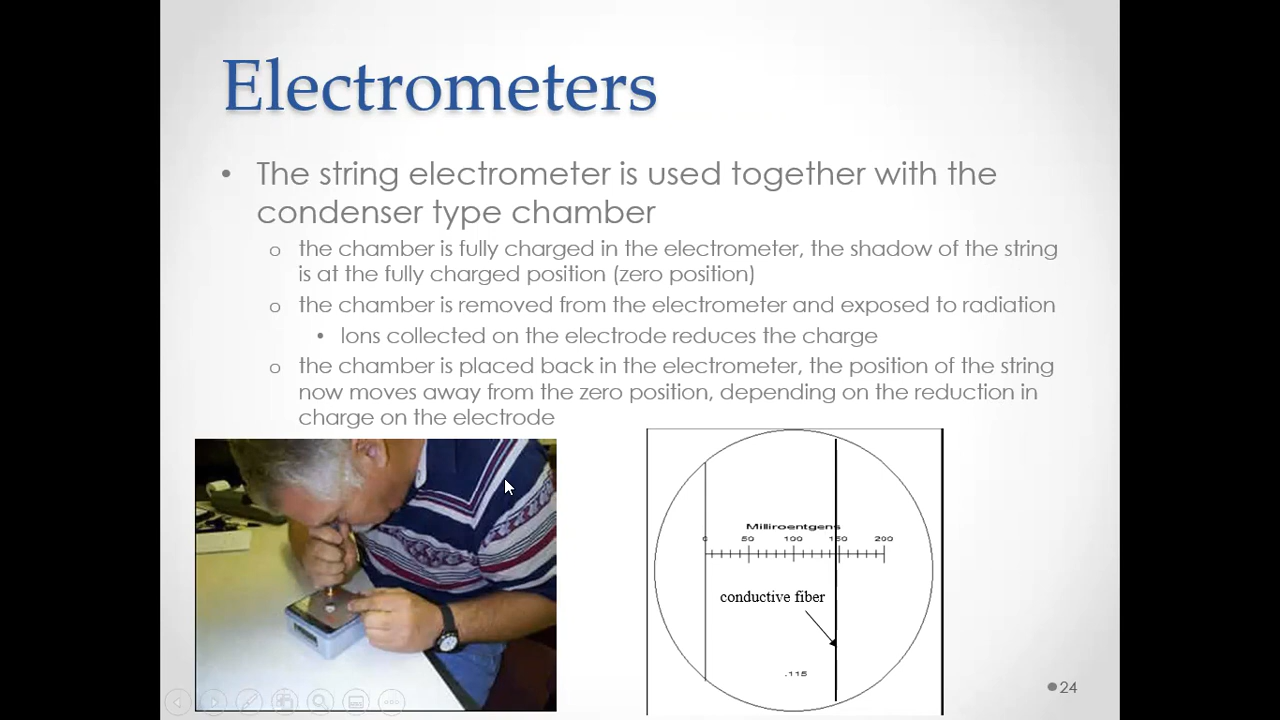 Electrometers
• The string electrometer is used together with the
condenser type chamber
o the chamber is fully charged in the electrometer, the shadow of the string
is at the fully charged position (zero position)
o the chamber is removed from the electrometer and exposed to radiation
• Ions collected on the electrode reduces the charge
o the chamber is placed back in the electrometer, the position of the string
now moves away from the zero position, depending on the reduction in
charge on the electrode
Milliroentgens
0 50 100 150 200
conductive fiber
.115
24